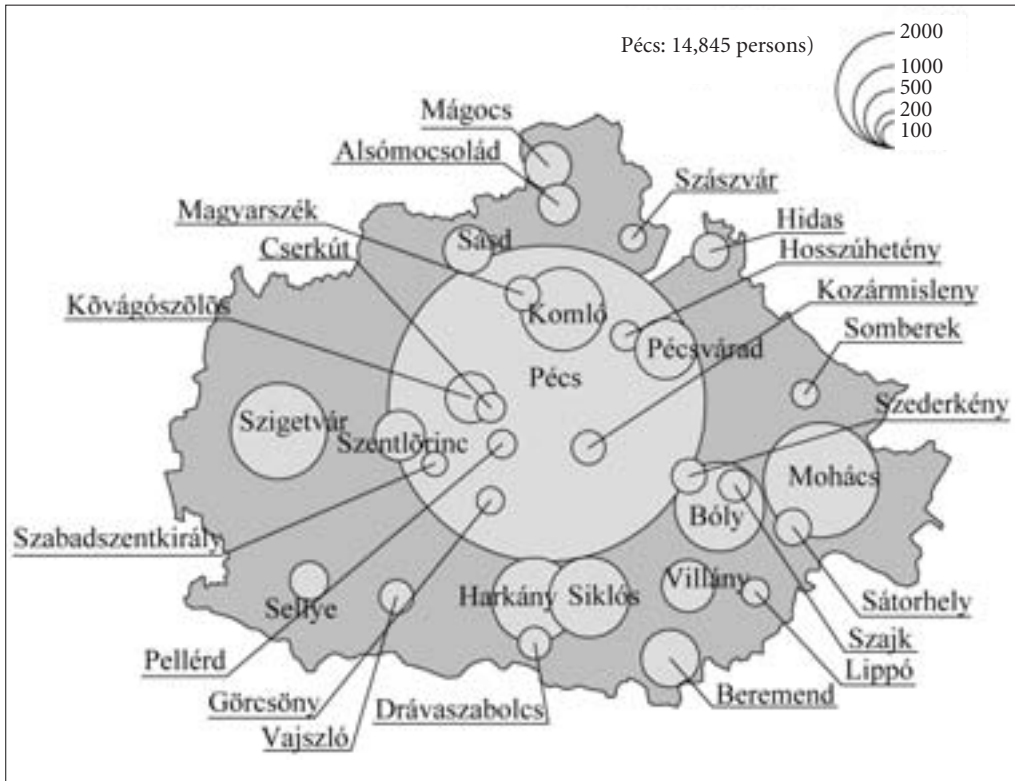 Pécs: 14,845 persons)
2000
1000
500
200
100
Mágocs
Alsómocsolád
Szászvár
Magyarszék
Hidas
Sásd
Cserkút
Hosszúhetény
Kozármisleny
Kõvágószõlõs
Komló
Somberek
Pécsvárad
Pécs
Szederkény
Szigetvár
Szentlõrinc
Mohács
Bóly
Szabadszentkirály
Villány
Harkány
Siklós
Sellye
Sátorhely
Szajk
Pellérd
Lippó
Görcsöny
Beremend
Drávaszabolcs
Vajszló